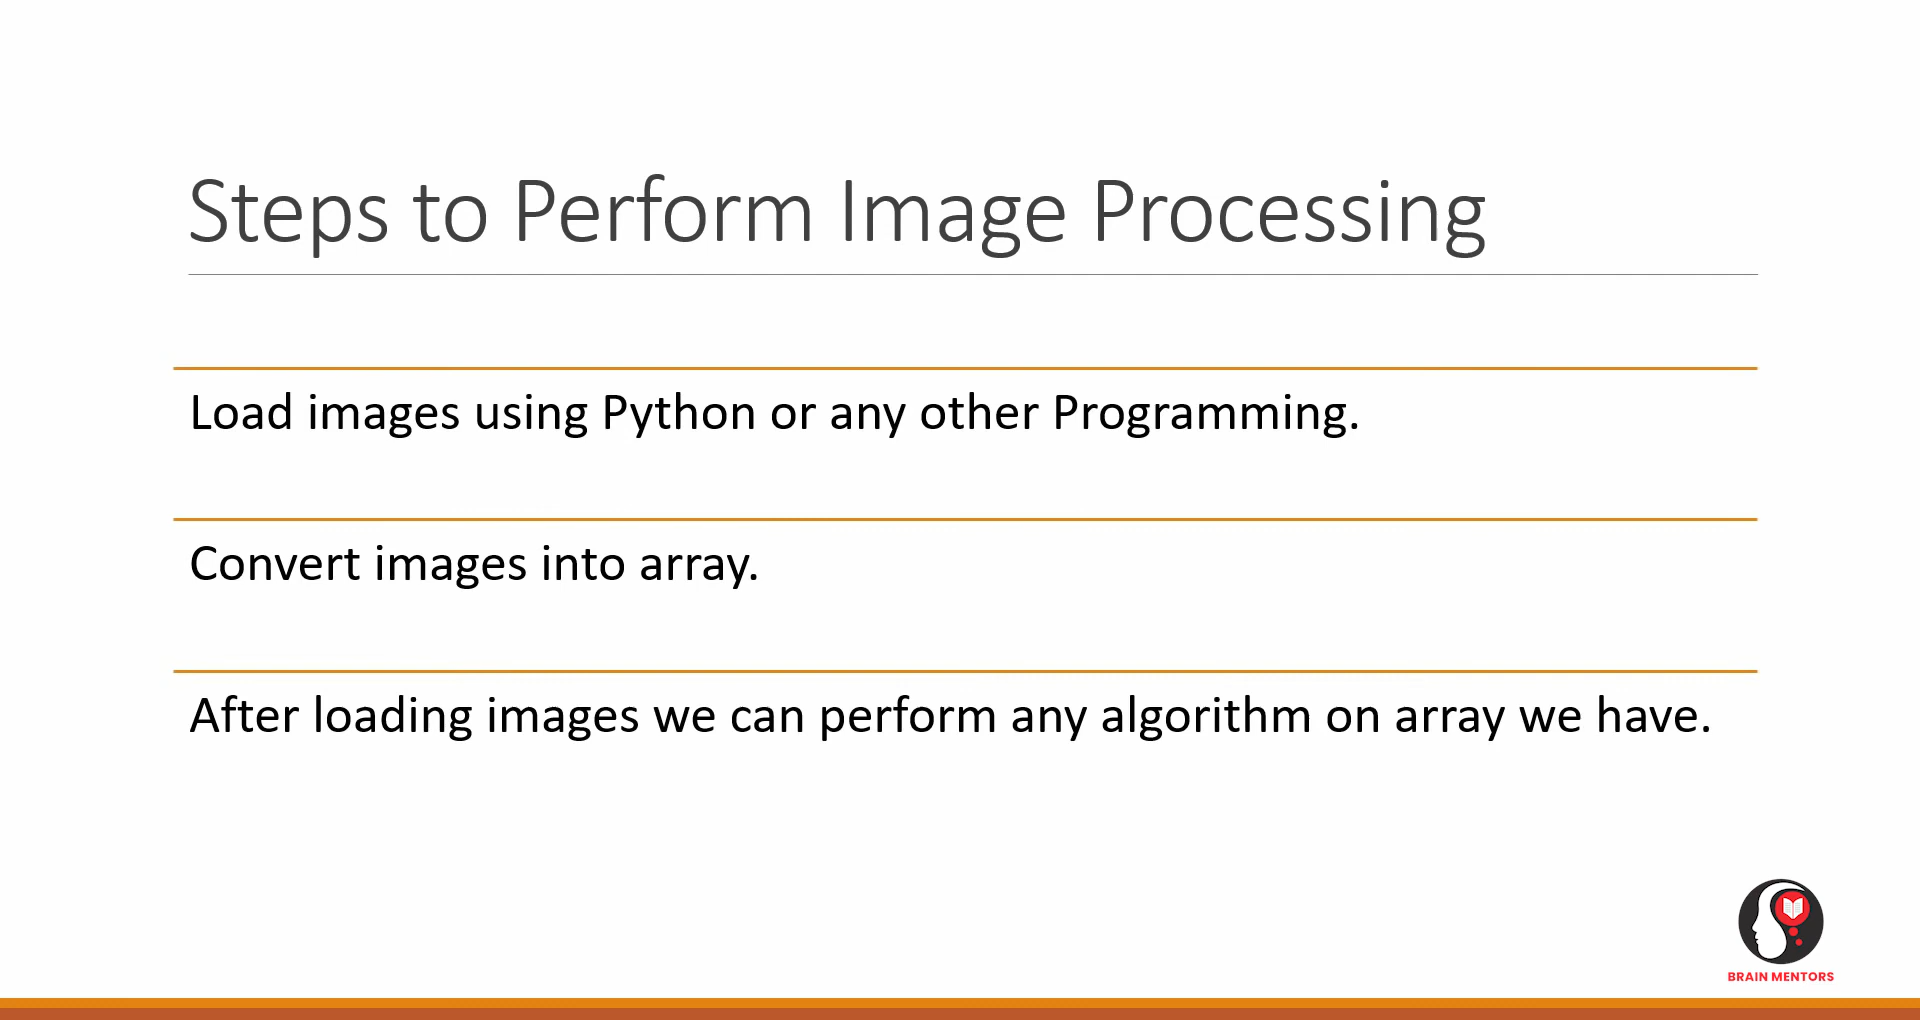 Steps to Perform Image Processing
Load images using Python or any other Programming.
Convert images into array.
After loading images we can perform any algorithm on array we have.
BRAIN MENTORS